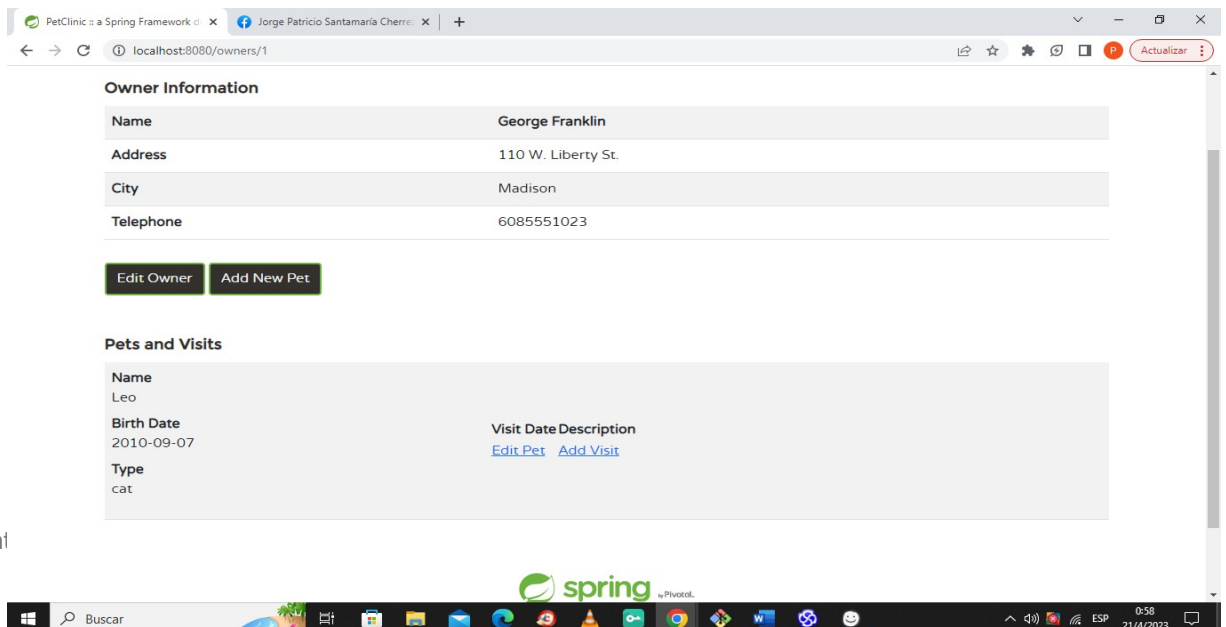 PetClinic :: a Spring Framework d
Jorge Patricio Santamaría Cherre
localhost:8080/owners/1
P
Actualizar
Owner Information
Name George Franklin
Address 110 W. Liberty St.
City Madison
Telephone 6085551023
Edit Owner Add New Pet
Pets and Visits
Name
Leo
Birth Date
2010-09-07
Type
cat
Visit Date Description
Edit Pet Add Visit
spring by Pivotal.
Buscar
ESP
0:58
21/4/2023